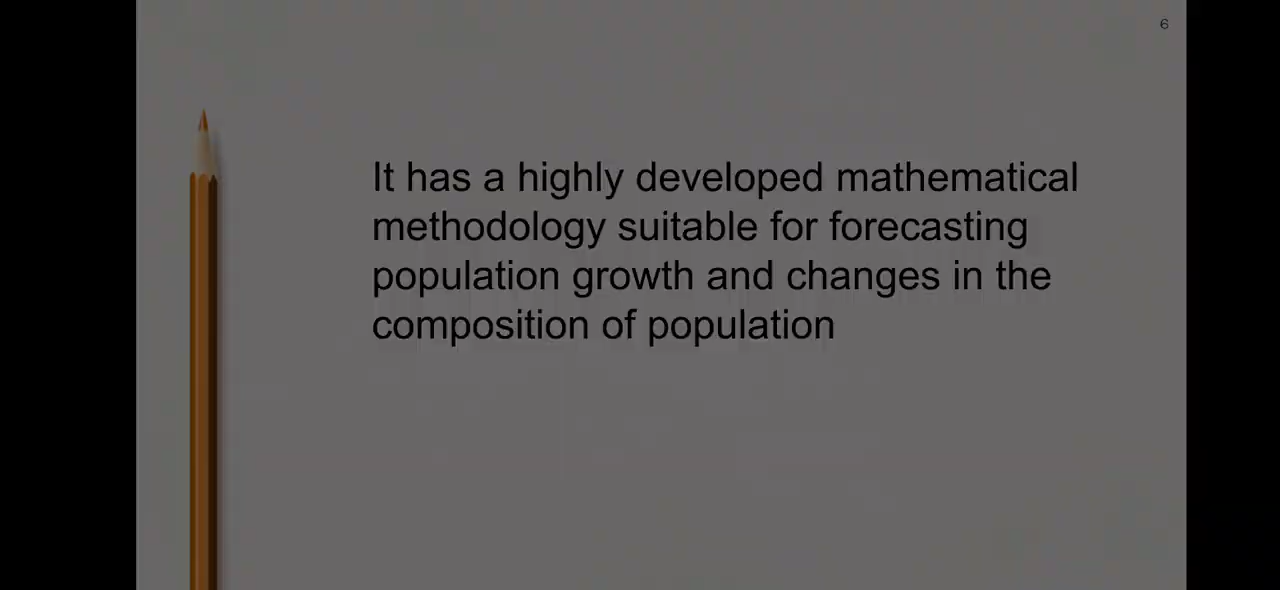 6
It has a highly developed mathematical
methodology suitable for forecasting
population growth and changes in the
composition of population